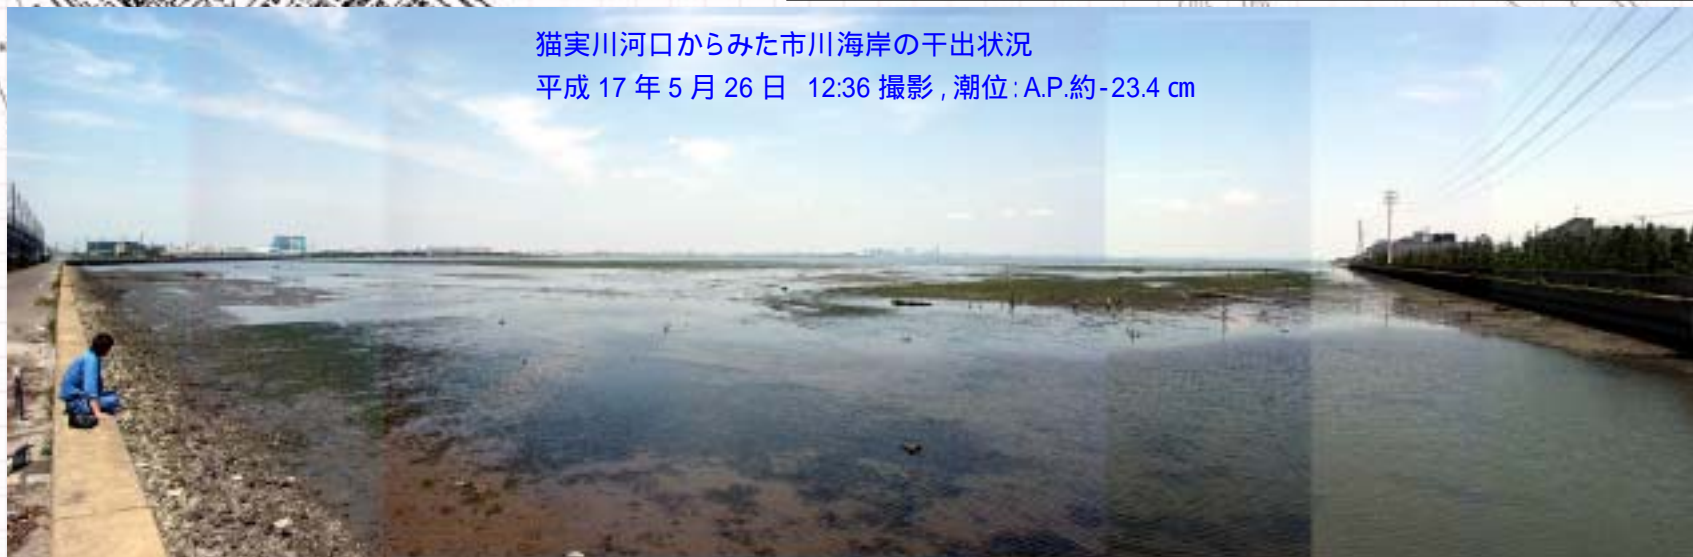 猫実川河口からみた市川海岸の干出状況
平成 17 年 5 月 26 日 12:36 撮影 , 潮位 : A.P.約-23.4 ㎝